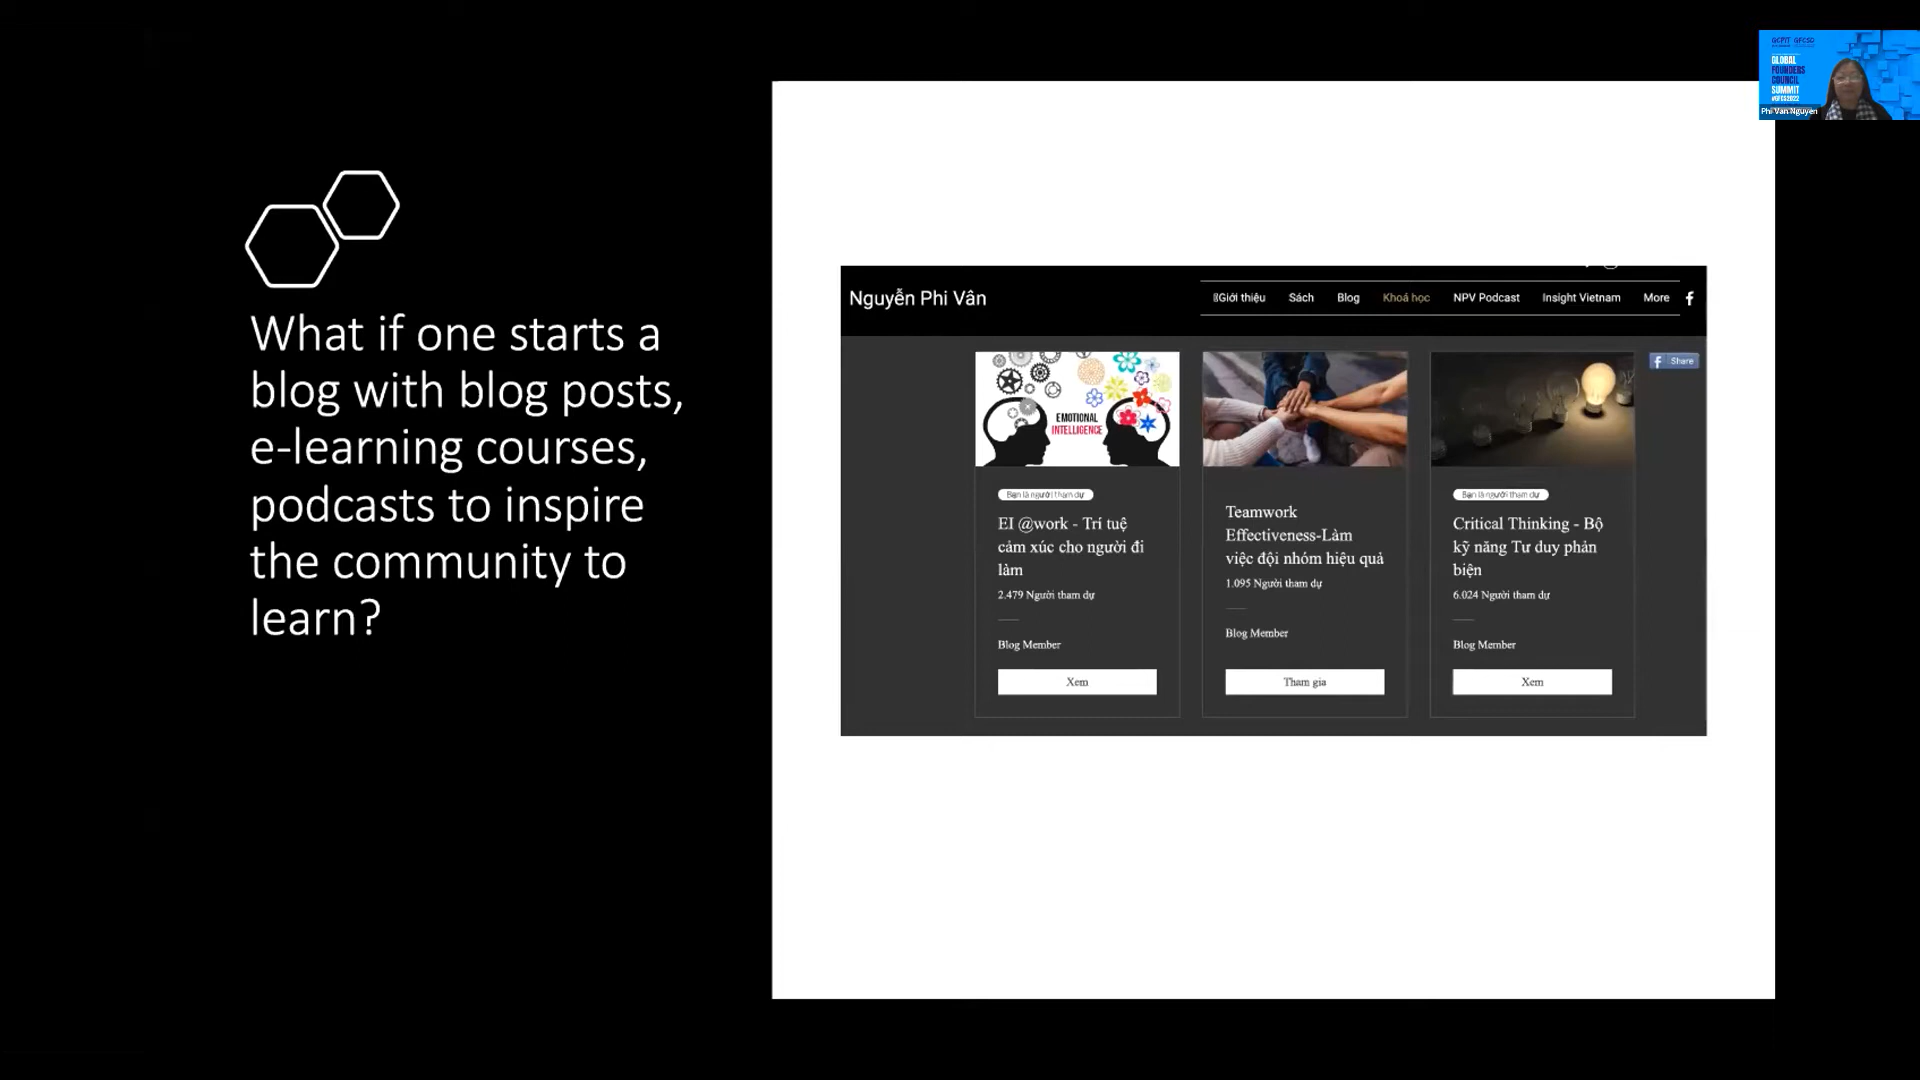 What if one starts a
blog with blog posts,
e-learning courses,
podcasts to inspire
the community to
learn?
Nguyễn Phi Vân
Giới thiệu Sách Blog Khoá học NPV Podcast Insight Vietnam More
Share
EMOTIONAL
INTELLIGENCE
Bạn là người tham dự
EI @work - Trí tuệ
cảm xúc cho người đi
làm
2.479 Người tham dự
Blog Member
Xem
Teamwork
Effectiveness-Làm
việc đội nhóm hiệu quả
1.095 Người tham dự
Blog Member
Tham gia
Bạn là người tham dự
Critical Thinking - Bộ
kỹ năng Tư duy phản
biện
6.024 Người tham dự
Blog Member
Xem
GLOBAL
FOUNDERS
COUNCIL
SUMMIT
#GFCS2022
Phi Van Nguyen